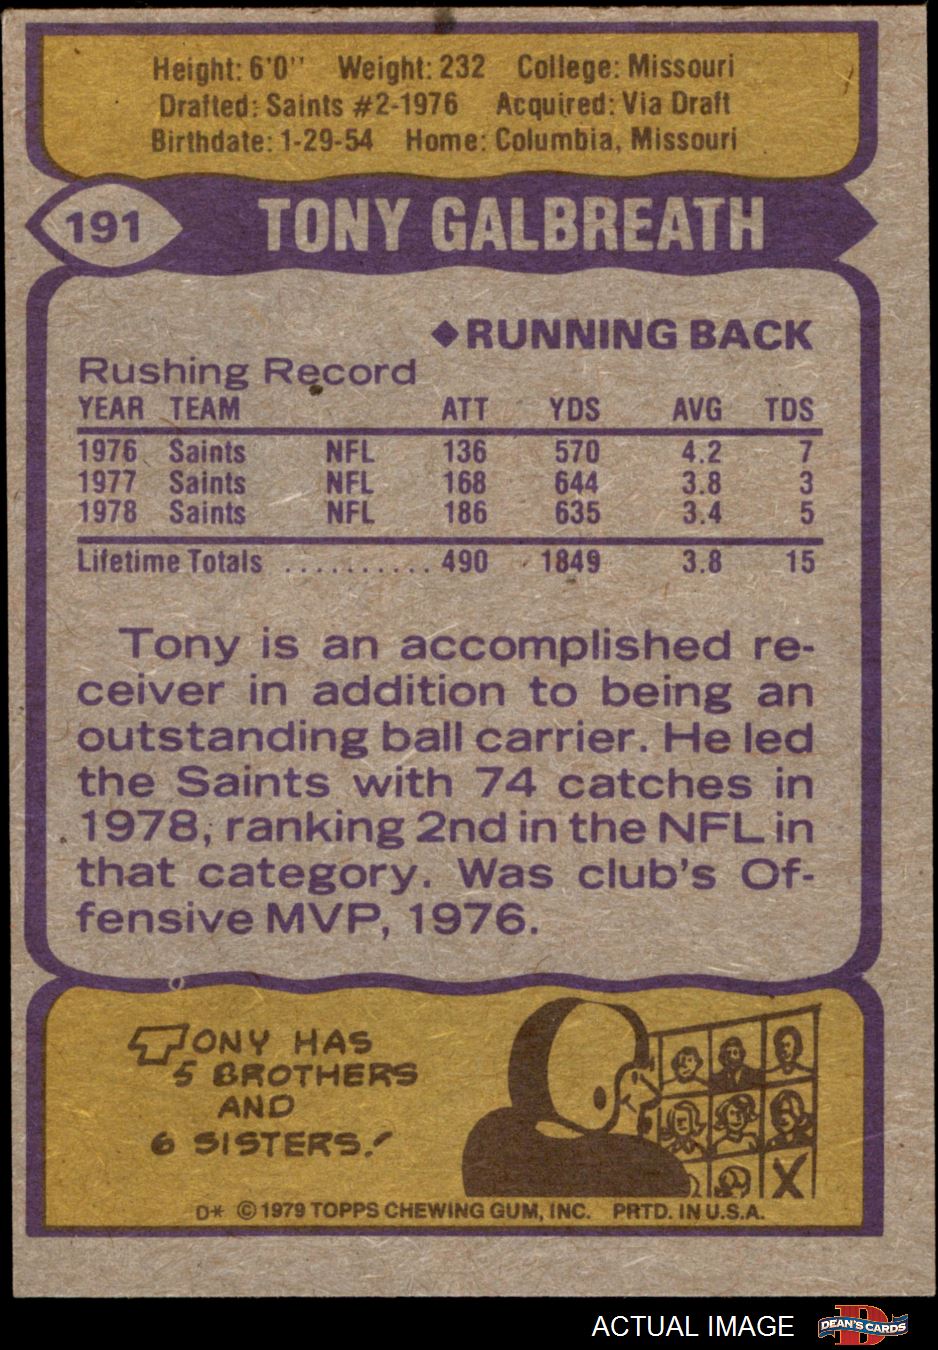 Height: 6'0" Weight: 232 College: Missouri
Drafted: Saints #2-1976 Acquired: Via Draft
Birthdate: 1-29-54 Home: Columbia, Missouri
191 TONY GALBREATH
◆RUNNING BACK
Rushing Record
YEAR TEAM ATT YDS AVG TDS
1976 Saints NFL 136 570 4.2 7
1977 Saints NFL 168 644 3.8 3
1978 Saints NFL 186 635 3.4 5
Lifetime Totals .......... 490 1849 3.8 15
Tony is an accomplished re-
ceiver in addition to being an
outstanding ball carrier. He led
the Saints with 74 catches in
1978, ranking 2nd in the NFL in
that category. Was club's Of-
fensive MVP, 1976.
TONY HAS
5 BROTHERS
AND
6 SISTERS!
X
D* © 1979 TOPPS CHEWING GUM, INC. PRTD. IN U.S.A.
ACTUAL IMAGE
D
DEAN'S CARDS